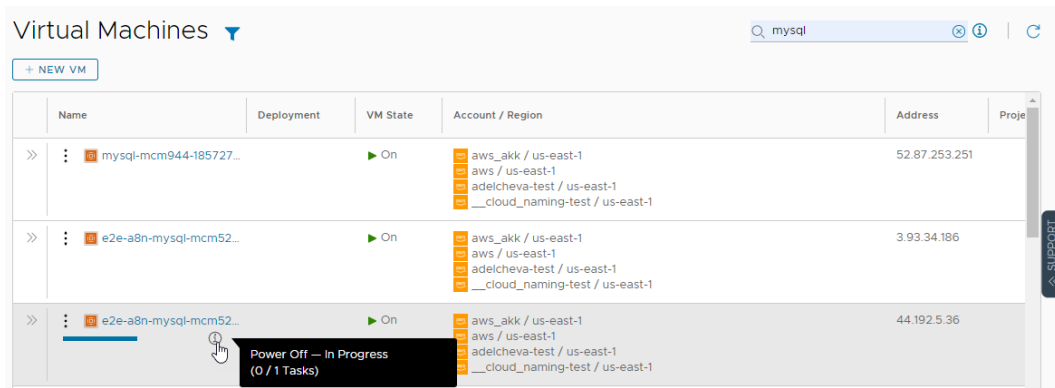 Virtual Machines
mysql
+ NEW VM
Name Deployment VM State Account / Region Address Proje
mysql-mcm944-185727... On aws_akk / us-east-1 52.87.253.251
aws / us-east-1
adelcheva-test / us-east-1
__cloud_naming-test / us-east-1
e2e-a8n-mysql-mcm52... On aws_akk / us-east-1 3.93.34.186
aws / us-east-1
adelcheva-test / us-east-1
__cloud_naming-test / us-east-1
e2e-a8n-mysql-mcm52... On aws_akk / us-east-1 44.192.5.36
aws / us-east-1
adelcheva-test / us-east-1
__cloud_naming-test / us-east-1
Power Off — In Progress
(0 / 1 Tasks)
SUPPORT